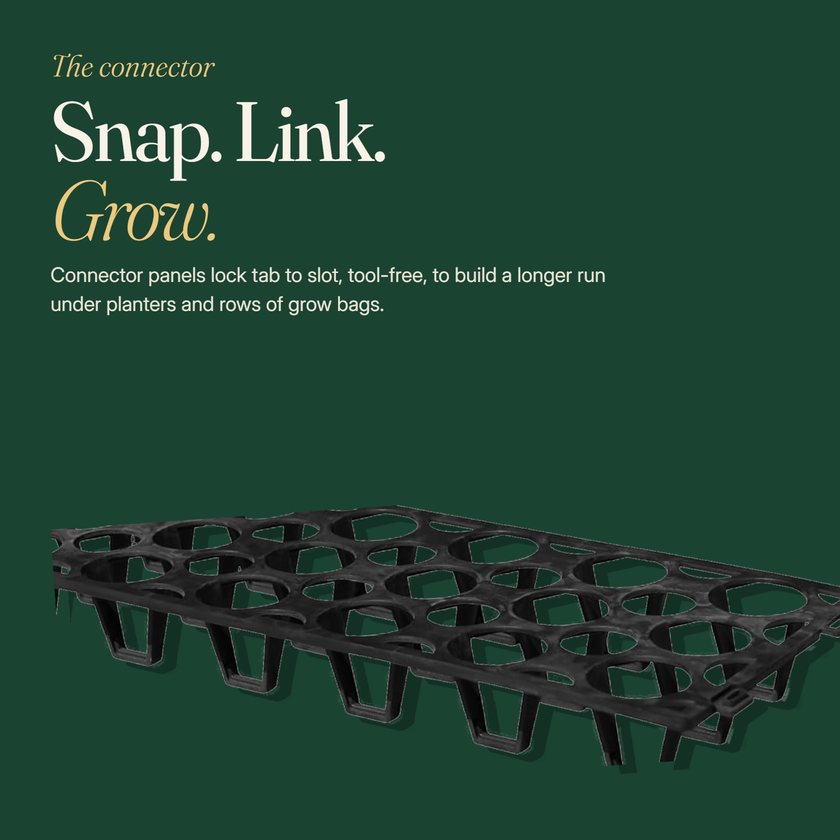 The connector
Snap. Link.
Grow.
Connector panels lock tab to slot, tool-free, to build a longer run
under planters and rows of grow bags.